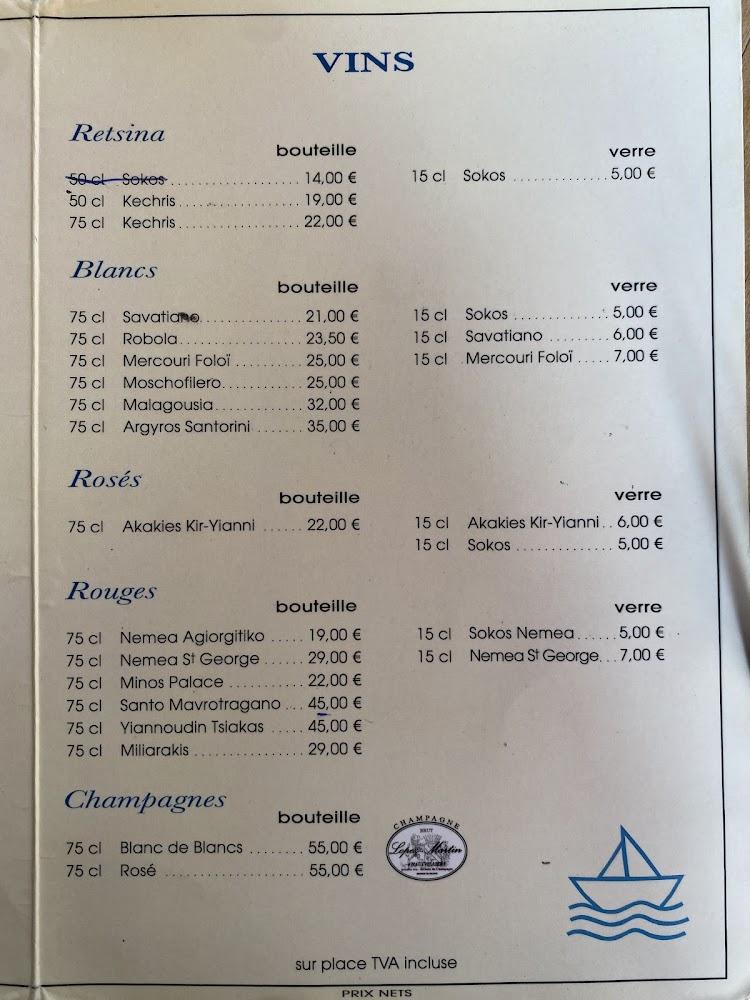 VINS
Retsina
bouteille verre
50 cl Sokos ................... 14,00 € 15 cl Sokos .............. 5,00 €
50 cl Kechris .................. 19,00 €
75 cl Kechris .................. 22,00 €
Blancs
bouteille verre
75 cl Savatiano ............... 21,00 € 15 cl Sokos .............. 5,00 €
75 cl Robola .................. 23,50 € 15 cl Savatiano ......... 6,00 €
75 cl Mercouri Foloï .......... 25,00 € 15 cl Mercouri Foloï ..... 7,00 €
75 cl Moschofilero ............ 25,00 €
75 cl Malagousia .............. 32,00 €
75 cl Argyros Santorini ....... 35,00 €
Rosés
bouteille verre
75 cl Akakies Kir-Yianni ...... 22,00 € 15 cl Akakies Kir-Yianni .. 6,00 €
15 cl Sokos .............. 5,00 €
Rouges
bouteille verre
75 cl Nemea Agiorgitiko ..... 19,00 € 15 cl Sokos Nemea ...... 5,00 €
75 cl Nemea St George ....... 29,00 € 15 cl Nemea St George ... 7,00 €
75 cl Minos Palace ............ 22,00 €
75 cl Santo Mavrotragano ... 45,00 €
75 cl Yiannoudin Tsiakas ..... 45,00 €
75 cl Miliarakis ................ 29,00 €
Champagnes
bouteille
75 cl Blanc de Blancs ........ 55,00 €
75 cl Rosé .................... 55,00 €
CHAMPAGNE
BRUT
Lopez Martin
sur place TVA incluse
PRIX NETS